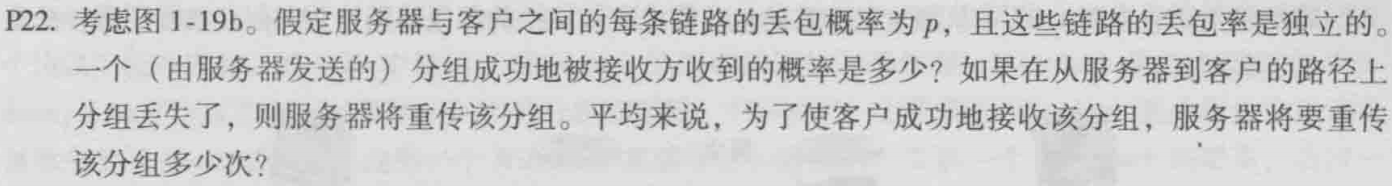 P22. 考虑图 1-19b。假定服务器与客户之间的每条链路的丢包概率为 p，且这些链路的丢包率是独立的。
一个（由服务器发送的）分组成功地被接收方收到的概率是多少？如果在从服务器到客户的路径上
分组丢失了，则服务器将重传该分组。平均来说，为了使客户成功地接收该分组，服务器将要重传
该分组多少次？